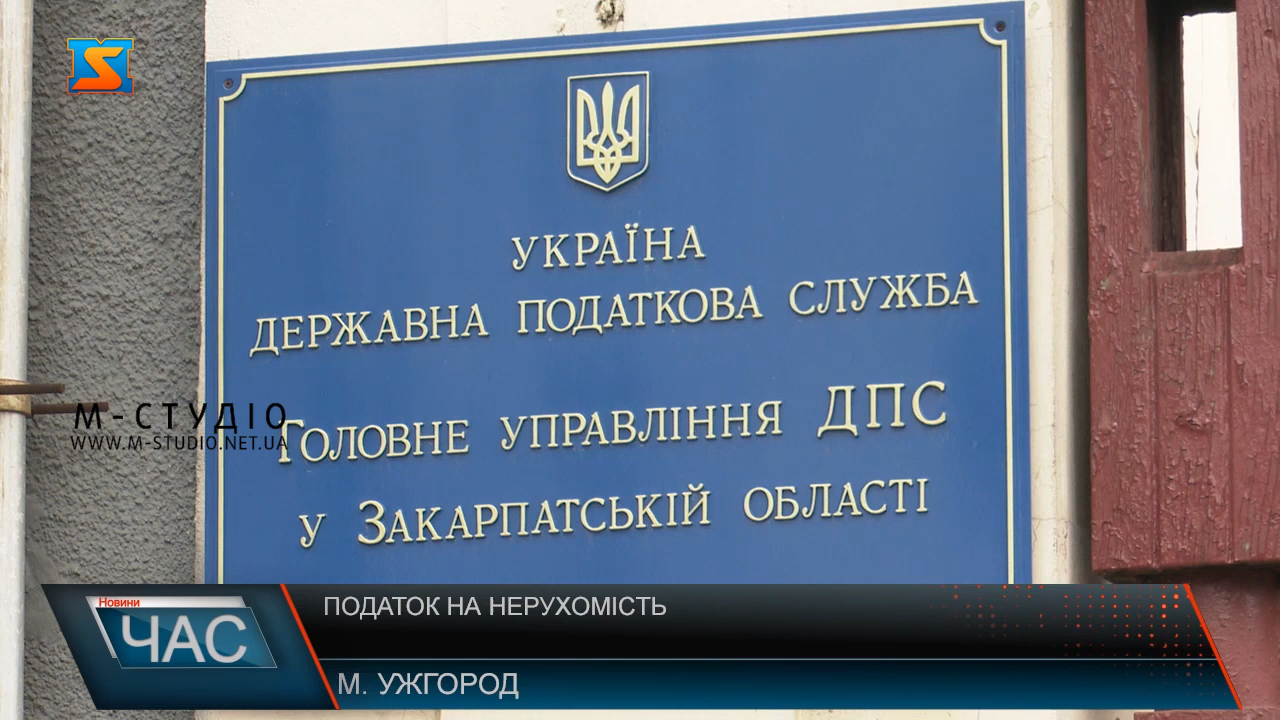 УКРАЇНА
ДЕРЖАВНА ПОДАТКОВА СЛУЖБА
ГОЛОВНЕ УПРАВЛІННЯ ДПС
У ЗАКАРПАТСЬКІЙ ОБЛАСТІ
М-СТУДІО
WWW.M-STUDIO.NET.UA
Новини
ЧАС
ПОДАТОК НА НЕРУХОМІСТЬ
М. УЖГОРОД